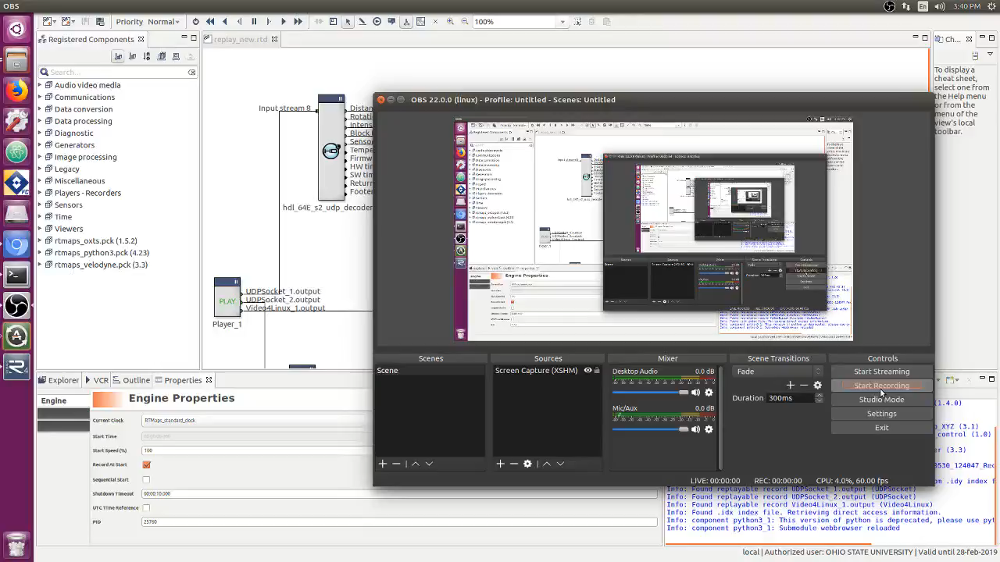 OBS
En
3:40 PM
Priority Normal
100%
Registered Components
replay_new.rtd
Ch...
Search...
Audio video media
Communications
Data conversion
Data processing
Diagnostic
Generators
Image processing
Legacy
Miscellaneous
Players - Recorders
Sensors
Time
Viewers
rtmaps_oxts.pck (1.5.2)
rtmaps_python3.pck (4.23)
rtmaps_velodyne.pck (3.3)
To display a
cheat sheet,
select one
from the Help
menu or from
the menu of
the view's local
toolbar.
Input stream 8
Distan
Rotati
Intens
Block
Senso
Tempe
Firmw
HW tim
SW tim
Footer
hdl_64E_s2_udp_decoder
PLAY
UDPSocket_1.output
UDPSocket_2.output
Video4Linux_1.output
Player_1
OBS 22.0.0 (linux) - Profile: Untitled - Scenes: Untitled
Scenes
Sources
Mixer
Scene Transitions
Controls
Scene
Screen Capture (XSHM)
Desktop Audio
0.0 dB
Mic/Aux
0.0 dB
Fade
Duration
300ms
Start Streaming
Start Recording
Studio Mode
Settings
Exit
LIVE: 00:00:00
REC: 00:00:00
CPU: 4.0%, 60.00 fps
Explorer
VCR
Outline
Properties
Engine
Engine Properties
Current Clock
RTMaps_standard_clock
Start Time
Start Speed (%)
100
Record At Start
Sequential Start
Shutdown Timeout
00:00:10.000
UTC Time Reference
PID
25760
(1.4.0)
o_XYZ (3.1)
_control (1.0)
er (3.3)
3530_124047_Rec
om .idy index f
Info: Found replayable record UDPSocket_1.output (UDPSocket)
Info: Found replayable record UDPSocket_2.output (UDPSocket)
Info: Found replayable record Video4Linux_1.output (Video4Linux)
Info: Found .idx index file. Retrieving direct access information.
Info: component python3_1: This version of python is deprecated, please use pyt
Info: component python3_1: Submodule webbrowser reloaded
local | Authorized user: OHIO STATE UNIVERSITY | Valid until 28-feb-2019